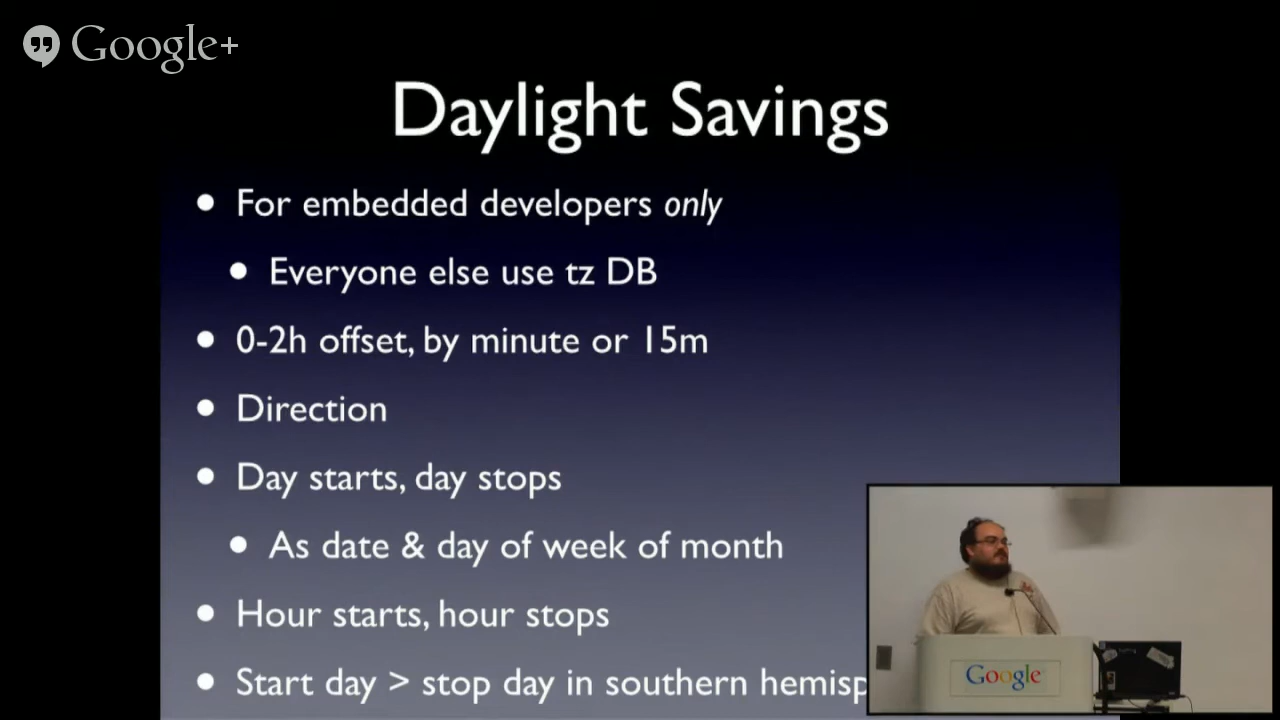 Google+
Daylight Savings
• For embedded developers only
• Everyone else use tz DB
• 0-2h offset, by minute or 15m
• Direction
• Day starts, day stops
• As date & day of week of month
• Hour starts, hour stops
• Start day > stop day in southern hemisp
Google